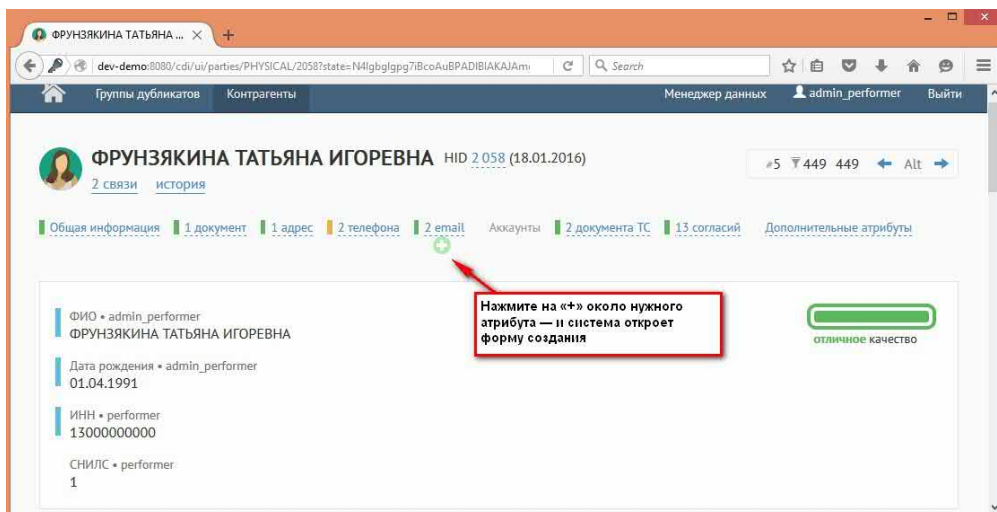 ФРУНЗЯКИНА ТАТЬЯНА ...
dev-demo:8080/cdi/ui/parties/PHYSICAL/2058?state=N4IgbgIgpg7iBcoAuBPADIBIAKAJAm
Search
Группы дубликатов Контрагенты Менеджер данных admin_performer Выйти
ФРУНЗЯКИНА ТАТЬЯНА ИГОРЕВНА HID 2 058 (18.01.2016)
#5 449 449 Alt
2 связи история
Общая информация 1 документ 1 адрес 2 телефона 2 email Аккаунты 2 документа ТС 13 согласий Дополнительные атрибуты
Нажмите на «+» около нужного
атрибута — и система откроет
форму создания
ФИО • admin_performer
ФРУНЗЯКИНА ТАТЬЯНА ИГОРЕВНА
отличное качество
Дата рождения • admin_performer
01.04.1991
ИНН • performer
13000000000
СНИЛС • performer
1